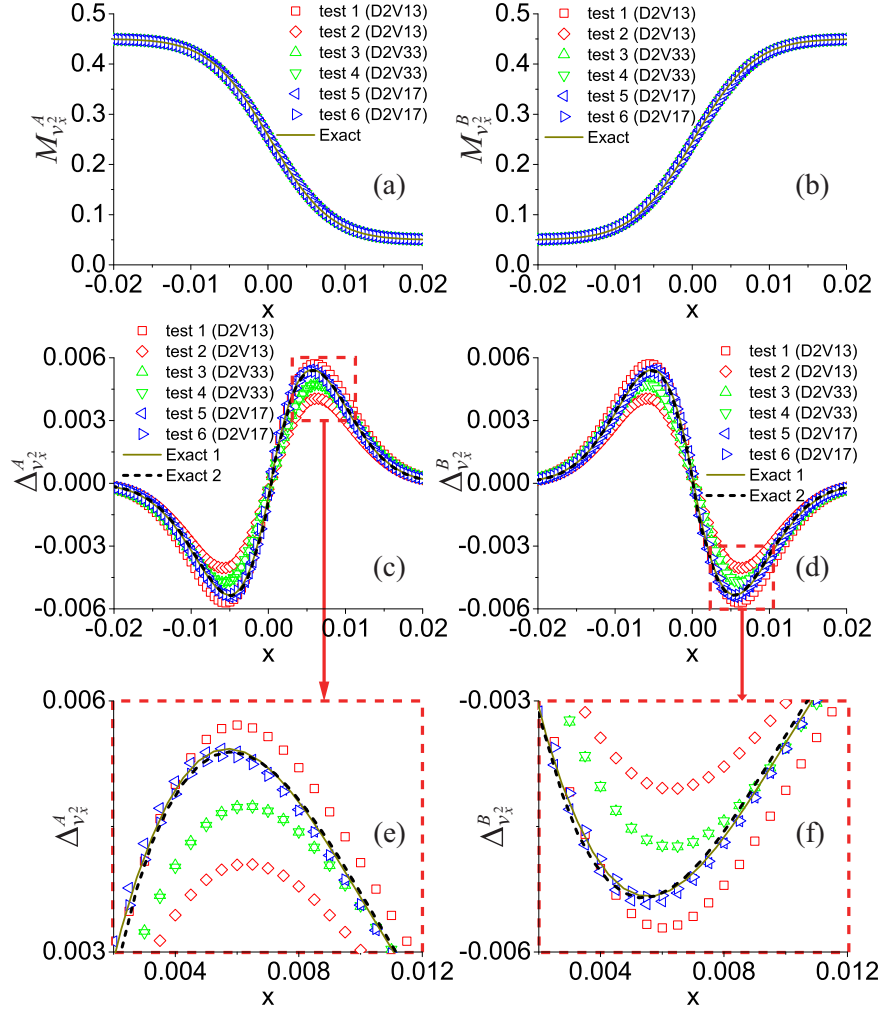 test 1 (D2V13)
test 2 (D2V13)
test 3 (D2V33)
test 4 (D2V33)
test 5 (D2V17)
test 6 (D2V17)
Exact
0.5
0.4
0.3
0.2
0.1
0.0
M^A_{v_x^2}
(a)
-0.02 -0.01 0.00 0.01 0.02
x
test 1 (D2V13)
test 2 (D2V13)
test 3 (D2V33)
test 4 (D2V33)
test 5 (D2V17)
test 6 (D2V17)
Exact
0.5
0.4
0.3
0.2
0.1
0.0
M^B_{v_x^2}
(b)
-0.02 -0.01 0.00 0.01 0.02
x
test 1 (D2V13)
test 2 (D2V13)
test 3 (D2V33)
test 4 (D2V33)
test 5 (D2V17)
test 6 (D2V17)
Exact 1
Exact 2
0.006
0.003
0.000
-0.003
-0.006
Δ^A_{v_x^2}
(c)
-0.02 -0.01 0.00 0.01 0.02
x
test 1 (D2V13)
test 2 (D2V13)
test 3 (D2V33)
test 4 (D2V33)
test 5 (D2V17)
test 6 (D2V17)
Exact 1
Exact 2
0.006
0.003
0.000
-0.003
-0.006
Δ^B_{v_x^2}
(d)
-0.02 -0.01 0.00 0.01 0.02
x
0.006
0.003
Δ^A_{v_x^2}
(e)
0.004 0.008 0.012
x
-0.003
-0.006
Δ^B_{v_x^2}
(f)
0.004 0.008 0.012
x